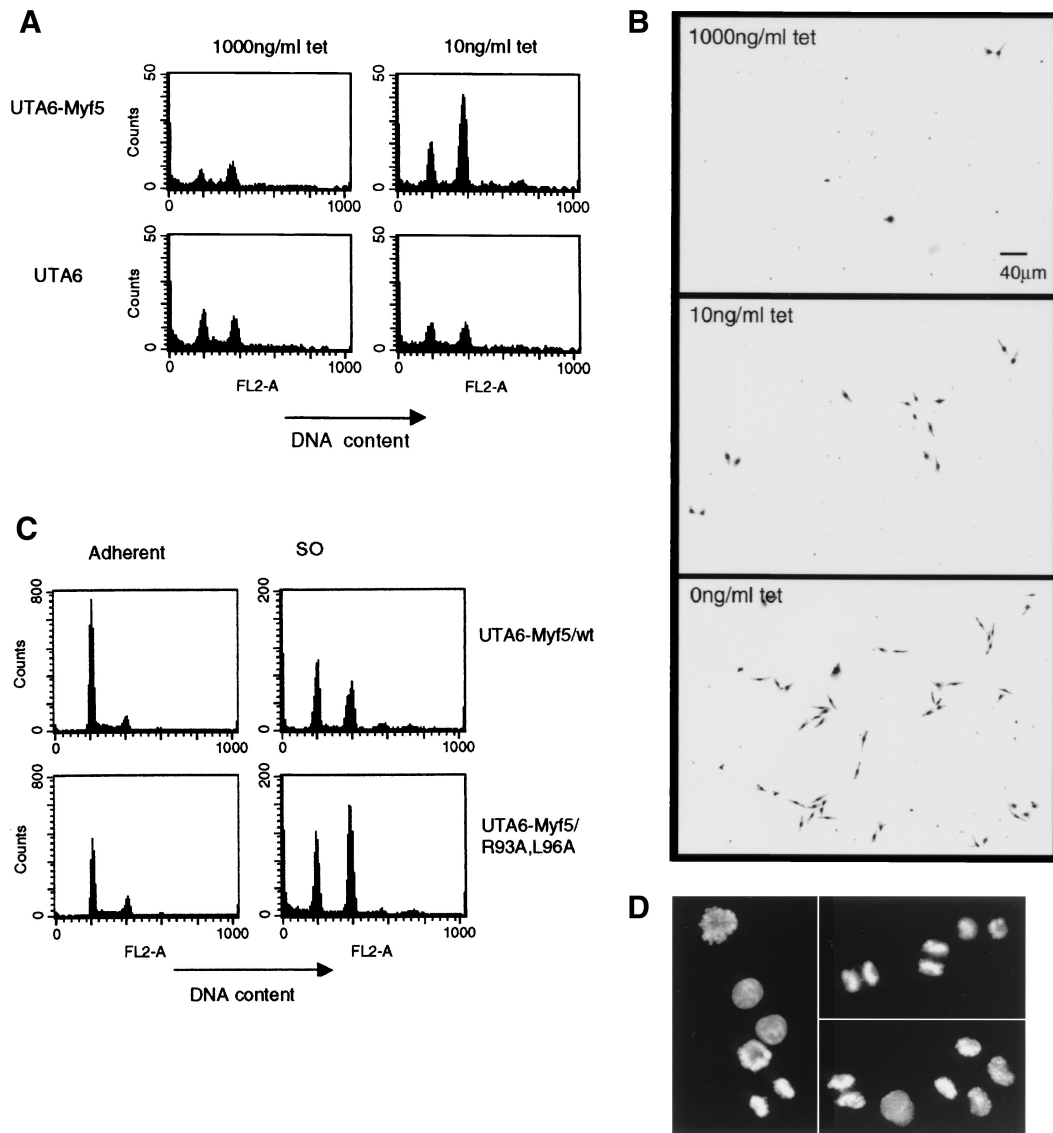 A
1000ng/ml tet
10ng/ml tet
UTA6-Myf5
Counts
50
0
0
1000
50
0
0
1000
UTA6
Counts
50
0
0
1000
FL2-A
50
0
0
1000
FL2-A
DNA content
B
1000ng/ml tet
40μm
10ng/ml tet
0ng/ml tet
C
Adherent
SO
Counts
800
0
0
1000
200
0
0
1000
UTA6-Myf5/wt
Counts
800
0
0
1000
FL2-A
200
0
0
1000
FL2-A
UTA6-Myf5/
R93A,L96A
DNA content
D